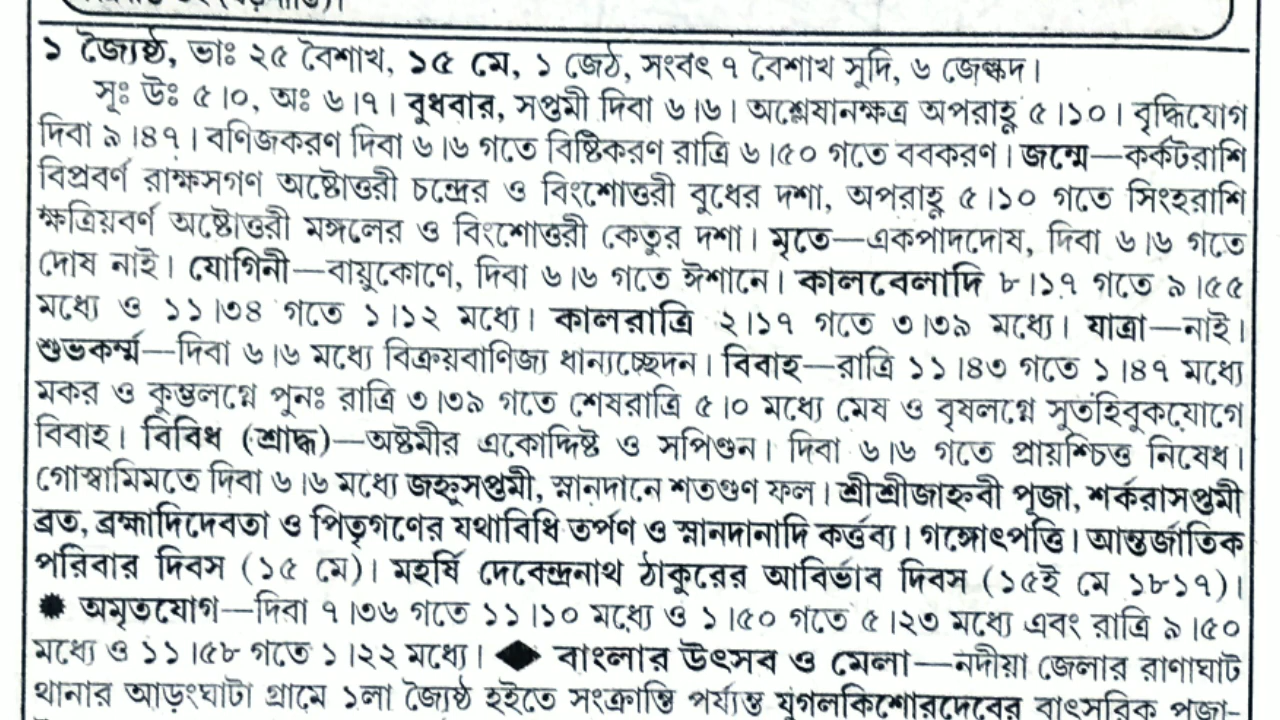 ১ জ্যৈষ্ঠ, ভাঃ ২৫ বৈশাখ, ১৫ মে, ১ জেঠ, সংবৎ ৭ বৈশাখ সুদি, ৬ জেল্কদ।
সূঃ উঃ ৫।০, অঃ ৬।৭। বুধবার, সপ্তমী দিবা ৬।৬। অশ্লেষানক্ষত্র অপরাহ্ণ ৫।১০। বৃদ্ধিযোগ
দিবা ৯।৪৭। বণিজকরণ দিবা ৬।৬ গতে বিষ্টিকরণ রাত্রি ৬।৫০ গতে ববকরণ। জন্মে—কর্কটরাশি
বিপ্রবর্ণ রাক্ষসগণ অষ্টোত্তরী চন্দ্রের ও বিংশোত্তরী বুধের দশা, অপরাহ্ণ ৫।১০ গতে সিংহরাশি
ক্ষত্রিয়বর্ণ অষ্টোত্তরী মঙ্গলের ও বিংশোত্তরী কেতুর দশা। মৃতে—একপাদদোষ, দিবা ৬।৬ গতে
দোষ নাই। যোগিনী—বায়ুকোণে, দিবা ৬।৬ গতে ঈশানে। কালবেলাদি ৮।১৭ গতে ৯।৫৫
মধ্যে ও ১১।৩৪ গতে ১।১২ মধ্যে। কালরাত্রি ২।১৭ গতে ৩।৩৯ মধ্যে। যাত্রা—নাই।
শুভকর্ম্ম—দিবা ৬।৬ মধ্যে বিক্রয়বাণিজ্য ধান্যচ্ছেদন। বিবাহ—রাত্রি ১১।৪৩ গতে ১।৪৭ মধ্যে
মকর ও কুম্ভলগ্নে পুনঃ রাত্রি ৩।৩৯ গতে শেষরাত্রি ৫।০ মধ্যে মেষ ও বৃষলগ্নে সুতহিবুকযোগে
বিবাহ। বিবিধ (শ্রাদ্ধ)—অষ্টমীর একোদ্দিষ্ট ও সপিণ্ডন। দিবা ৬।৬ গতে প্রায়শ্চিত্ত নিষেধ।
গোস্বামিমতে দিবা ৬।৬ মধ্যে জহ্নুসপ্তমী, স্নানদানে শতগুণ ফল। শ্রীশ্রীজাহ্নবী পূজা, শর্করাসপ্তমী
ব্রত, ব্রহ্মাদিদেবতা ও পিতৃগণের যথাবিধি তর্পণ ও স্নানদানাদি কর্ত্তব্য। গঙ্গোৎপত্তি। আন্তর্জাতিক
পরিবার দিবস (১৫ মে)। মহর্ষি দেবেন্দ্রনাথ ঠাকুরের আবির্ভাব দিবস (১৫ই মে ১৮১৭)।
✹ অমৃতযোগ—দিবা ৭।৩৬ গতে ১১।১০ মধ্যে ও ১।৫০ গতে ৫।২৩ মধ্যে এবং রাত্রি ৯।৫০
মধ্যে ও ১১।৫৮ গতে ১।২২ মধ্যে। ◆ বাংলার উৎসব ও মেলা—নদীয়া জেলার রাণাঘাট
থানার আড়ংঘাটা গ্রামে ১লা জ্যৈষ্ঠ হইতে সংক্রান্তি পর্য্যন্ত যুগলকিশোরদেবের বাৎসরিক পূজা-